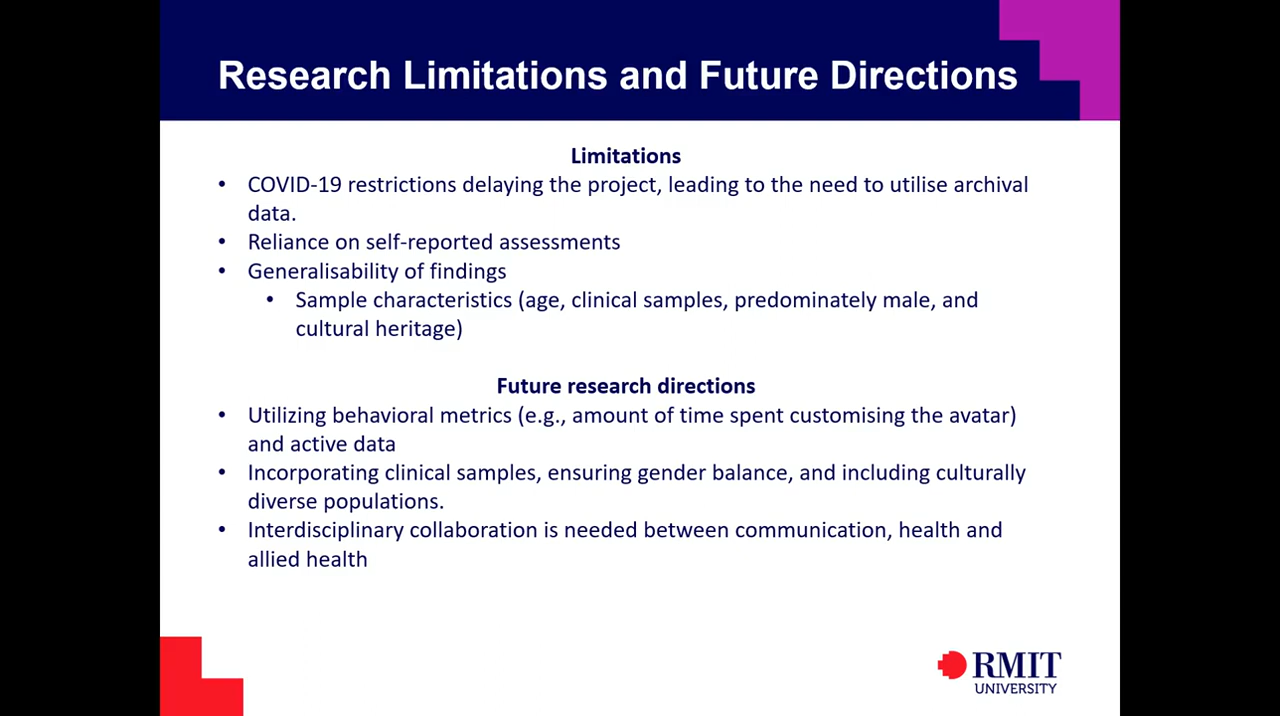 Research Limitations and Future Directions
Limitations
• COVID-19 restrictions delaying the project, leading to the need to utilise archival
data.
• Reliance on self-reported assessments
• Generalisability of findings
• Sample characteristics (age, clinical samples, predominately male, and
cultural heritage)
Future research directions
• Utilizing behavioral metrics (e.g., amount of time spent customising the avatar)
and active data
• Incorporating clinical samples, ensuring gender balance, and including culturally
diverse populations.
• Interdisciplinary collaboration is needed between communication, health and
allied health
RMIT
UNIVERSITY